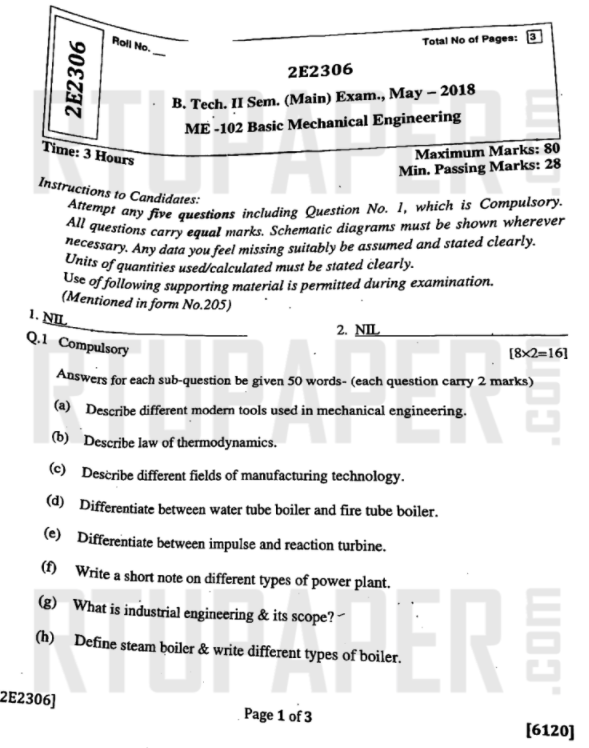 2E2306
Roll No. __
Total No of Pages: 3
2E2306
B. Tech. II Sem. (Main) Exam., May – 2018
ME -102 Basic Mechanical Engineering
Time: 3 Hours
Maximum Marks: 80
Min. Passing Marks: 28
Instructions to Candidates:
Attempt any five questions including Question No. 1, which is Compulsory.
All questions carry equal marks. Schematic diagrams must be shown wherever
necessary. Any data you feel missing suitably be assumed and stated clearly.
Units of quantities used/calculated must be stated clearly.
Use of following supporting material is permitted during examination.
(Mentioned in form No.205)
1. NIL
2. NIL
Q.1 Compulsory
[8×2=16]
Answers for each sub-question be given 50 words- (each question carry 2 marks)
(a) Describe different modern tools used in mechanical engineering.
(b) Describe law of thermodynamics.
(c) Describe different fields of manufacturing technology.
(d) Differentiate between water tube boiler and fire tube boiler.
(e) Differentiate between impulse and reaction turbine.
(f) Write a short note on different types of power plant.
(g) What is industrial engineering & its scope?
(h) Define steam boiler & write different types of boiler.
2E2306]
Page 1 of 3
[6120]
RTUPAPER.com
RTUPAPER.com
RTUPAPER.com